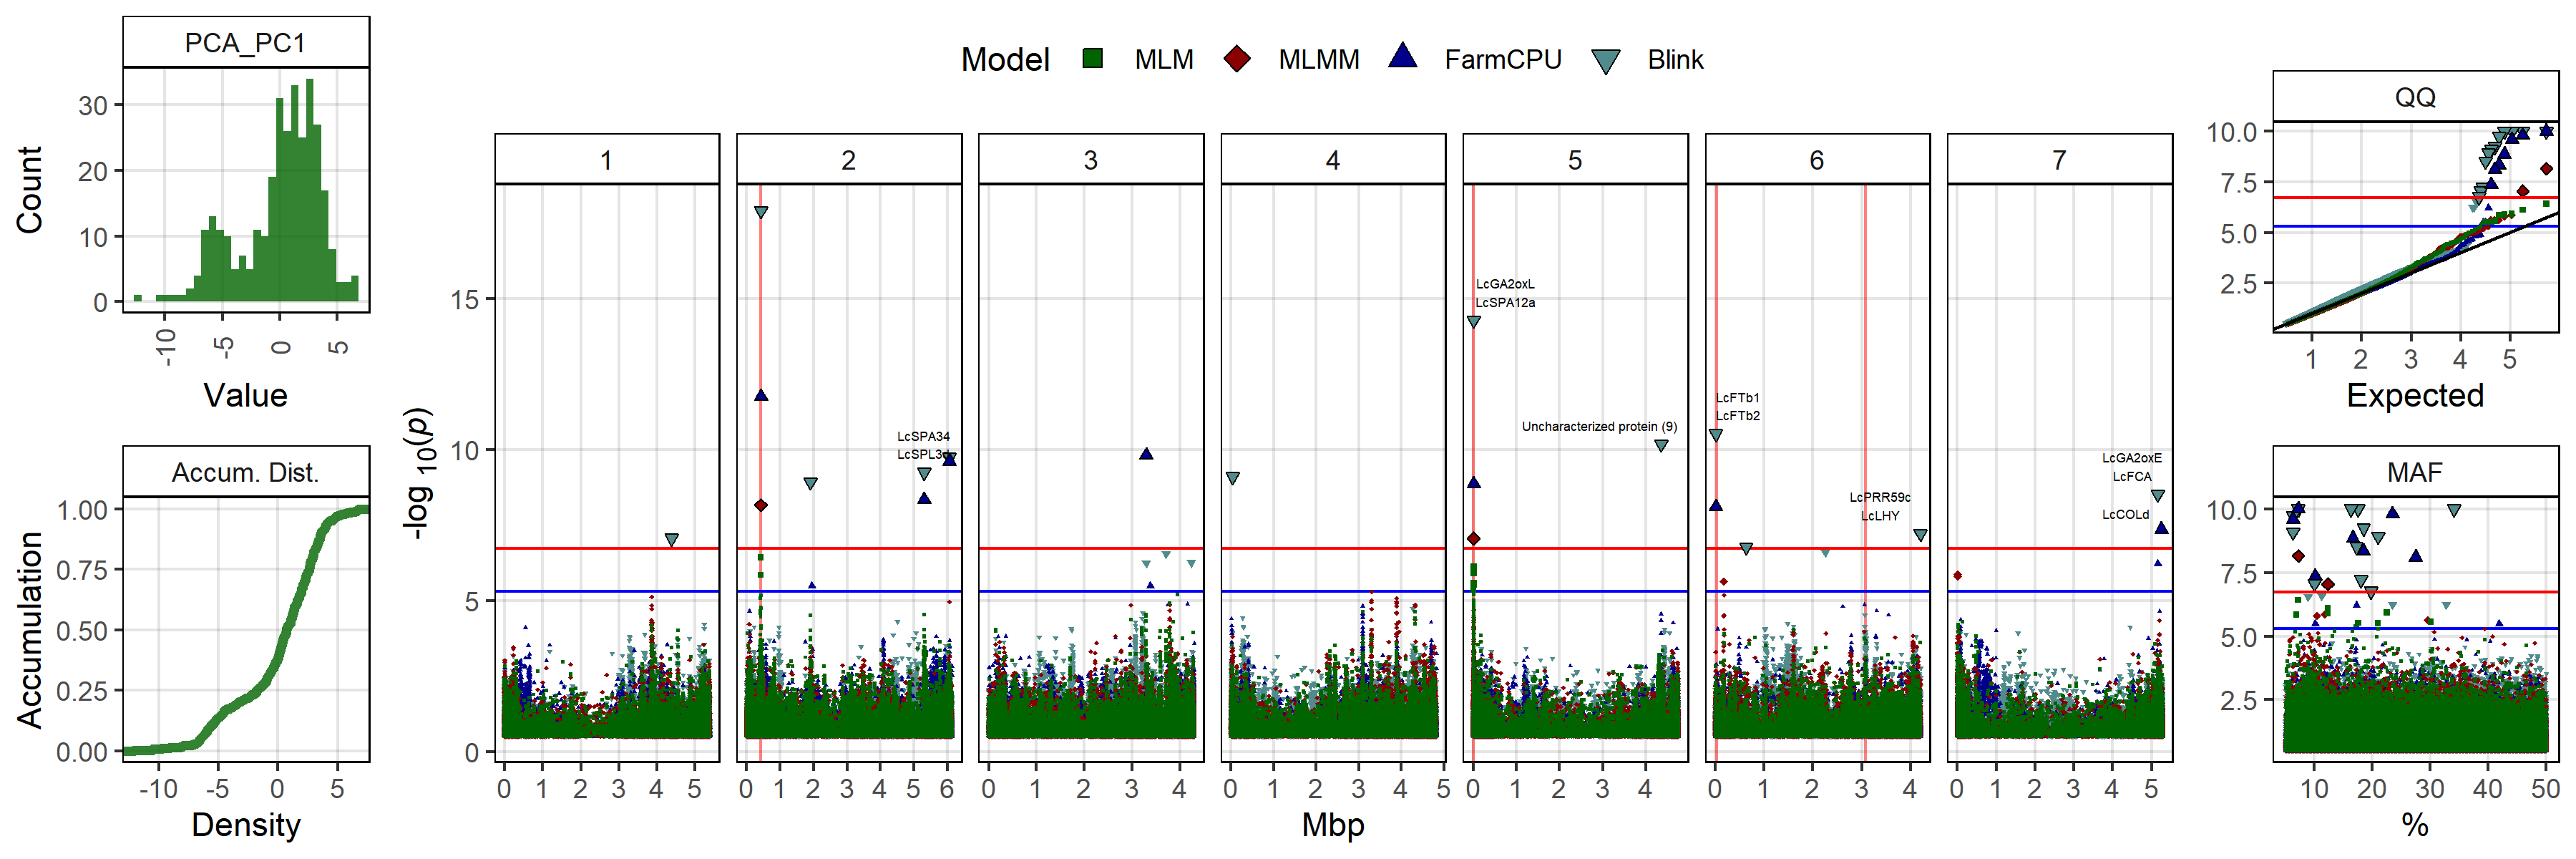 PCA_PC1
30
20
10
0
Count
-10
-5
0
5
Value
Accum. Dist.
1.00
0.75
0.50
0.25
0.00
Accumulation
-10
-5
0
5
Density
Model MLM MLMM FarmCPU Blink
1 2 3 4 5 6 7
15
10
5
0
-log 10(p)
LcSPA34
LcGA2oxL
LcSPA12a
Uncharacterized protein (9)
LcFTb1
LcFTb2
LcPRR59c
LcLHY
LcGA2oxE
LcFCA
LcCOLd
0 1 2 3 4 5
0 1 2 3 4 5 6
0 1 2 3 4
0 1 2 3 4 5
0 1 2 3 4
0 1 2 3 4
0 1 2 3 4 5
Mbp
QQ
10.0
7.5
5.0
2.5
1 2 3 4 5
Expected
MAF
10.0
7.5
5.0
2.5
10 20 30 40 50
%